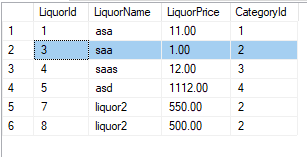 LiquorId LiquorName LiquorPrice CategoryId
1 1 asa 11.00 1
2 3 saa 1.00 2
3 4 saas 12.00 3
4 5 asd 1112.00 4
5 7 liquor2 550.00 2
6 8 liquor2 500.00 2